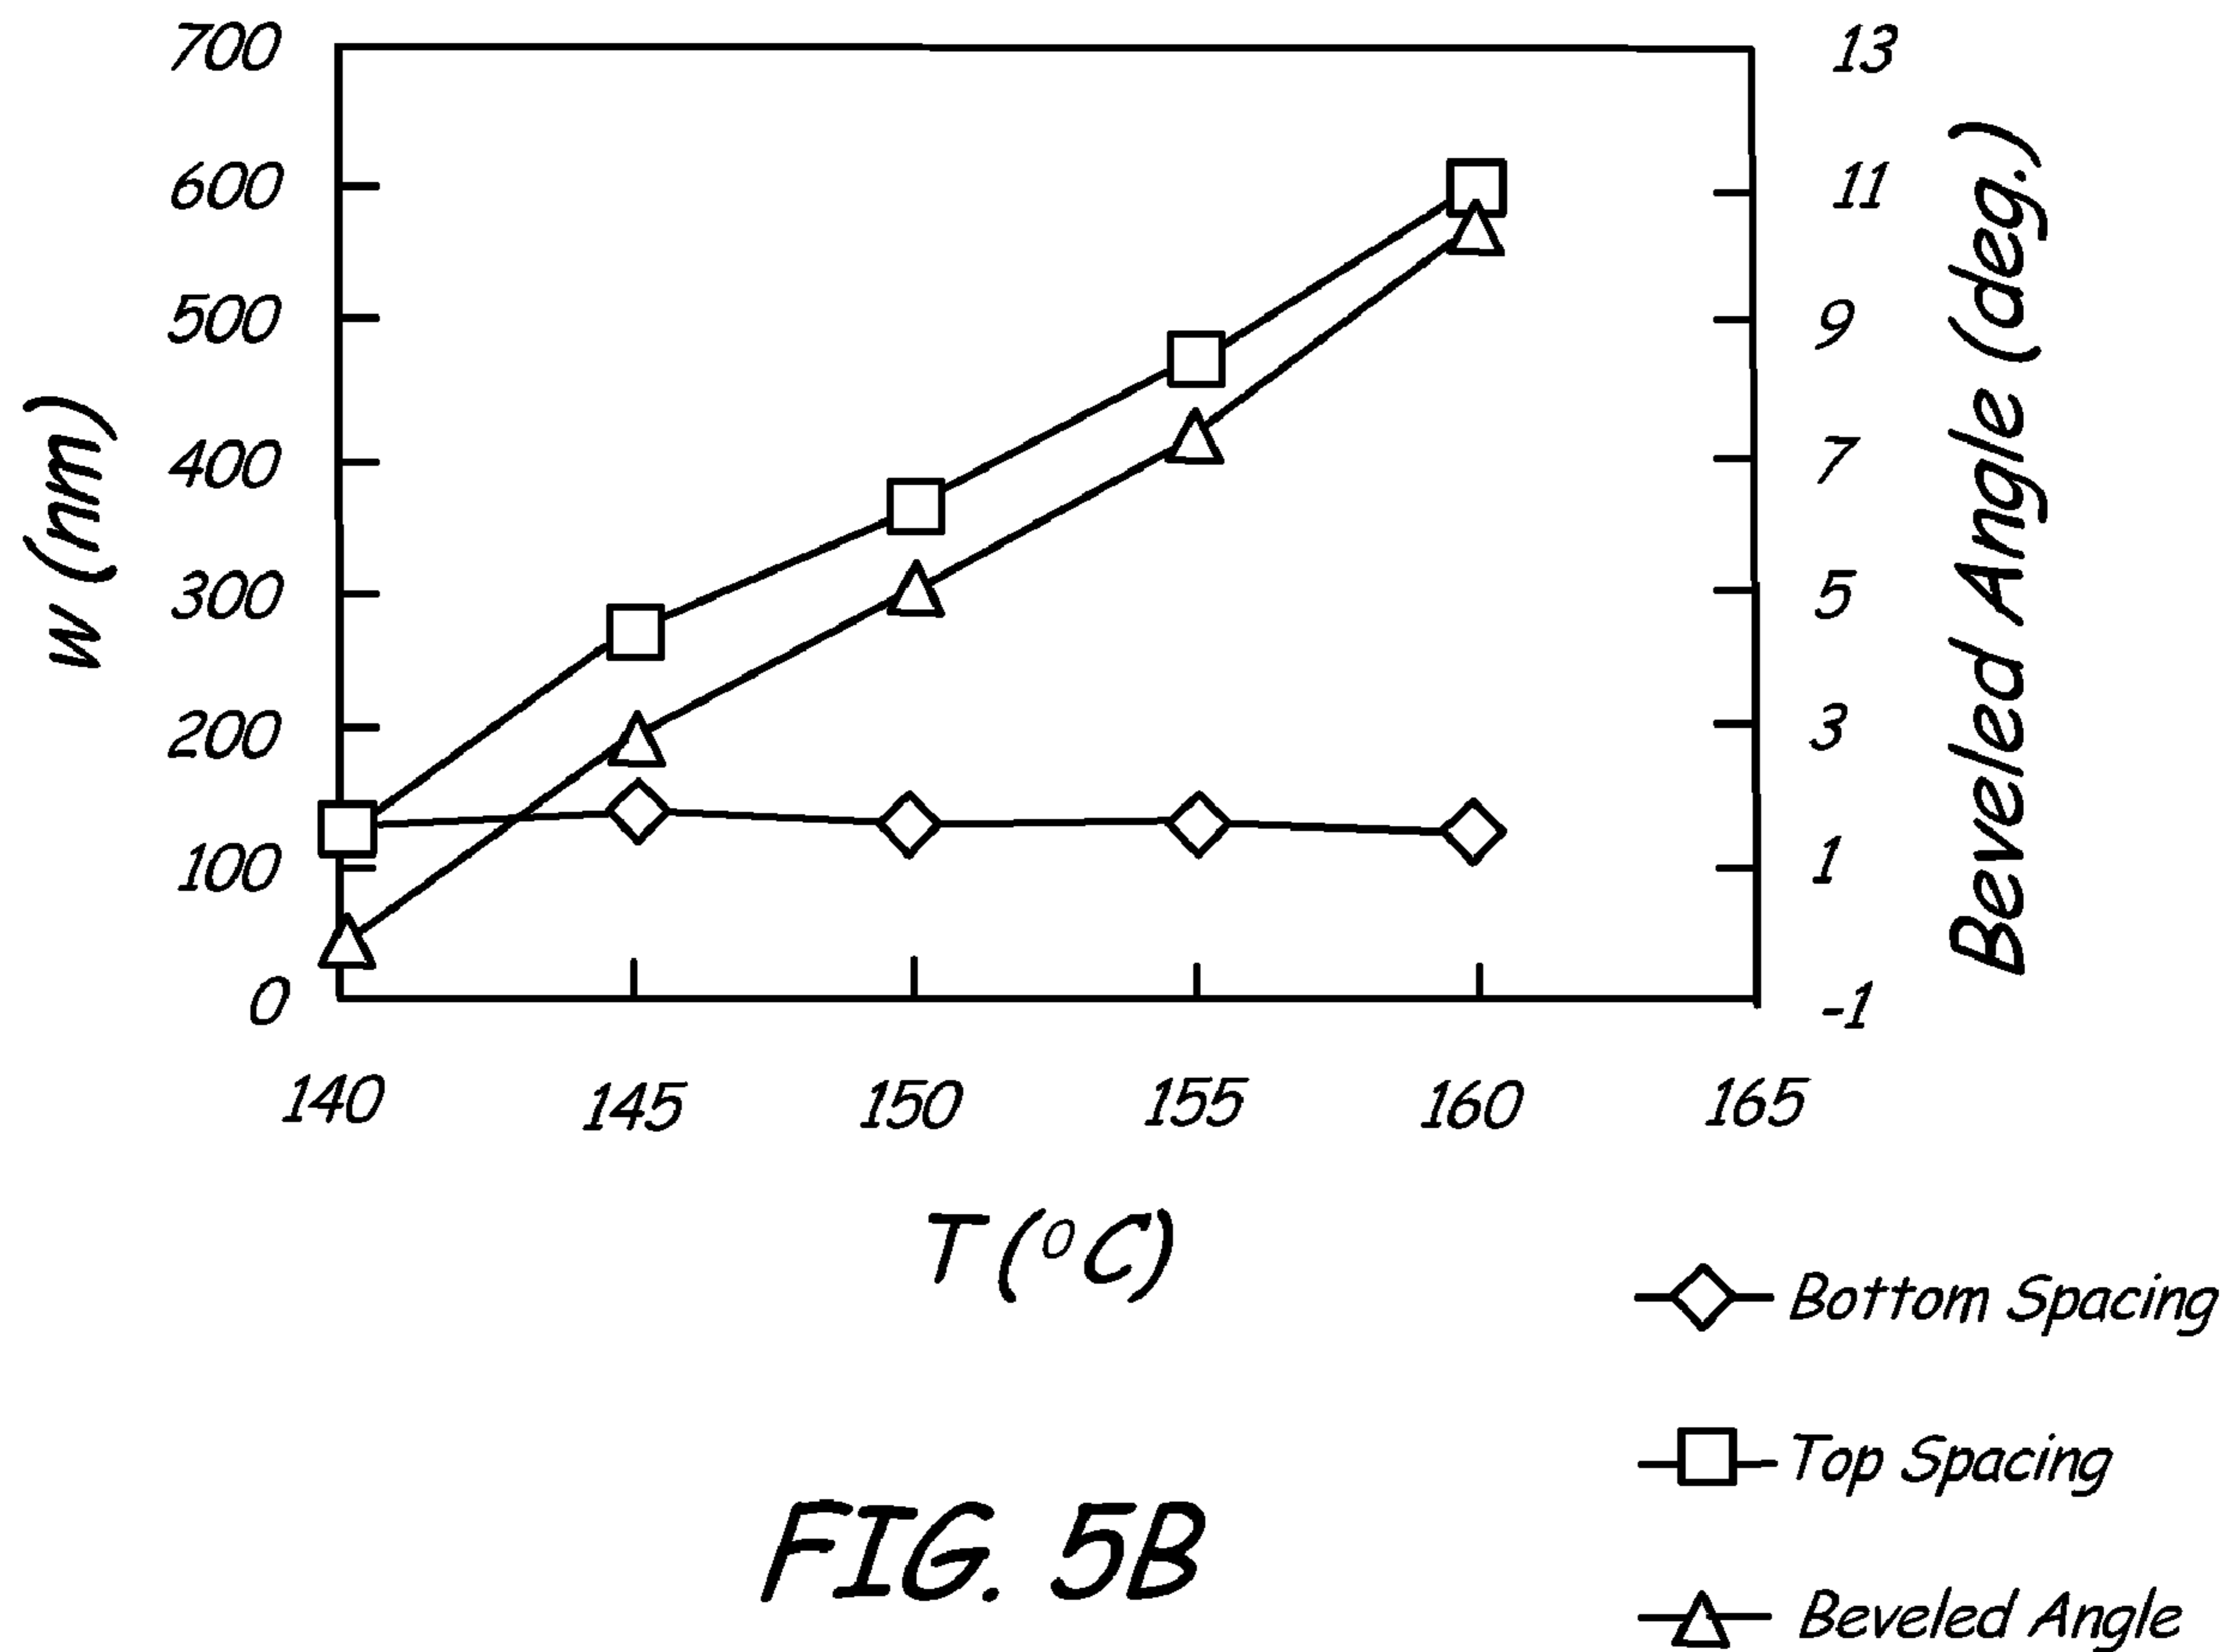 700
600
500
400
300
200
100
0
w (nm)
13
11
9
7
5
3
1
-1
Beveled Angle (deg.)
140 145 150 155 160 165
T (°C)
Bottom Spacing
Top Spacing
Beveled Angle
FIG. 5B